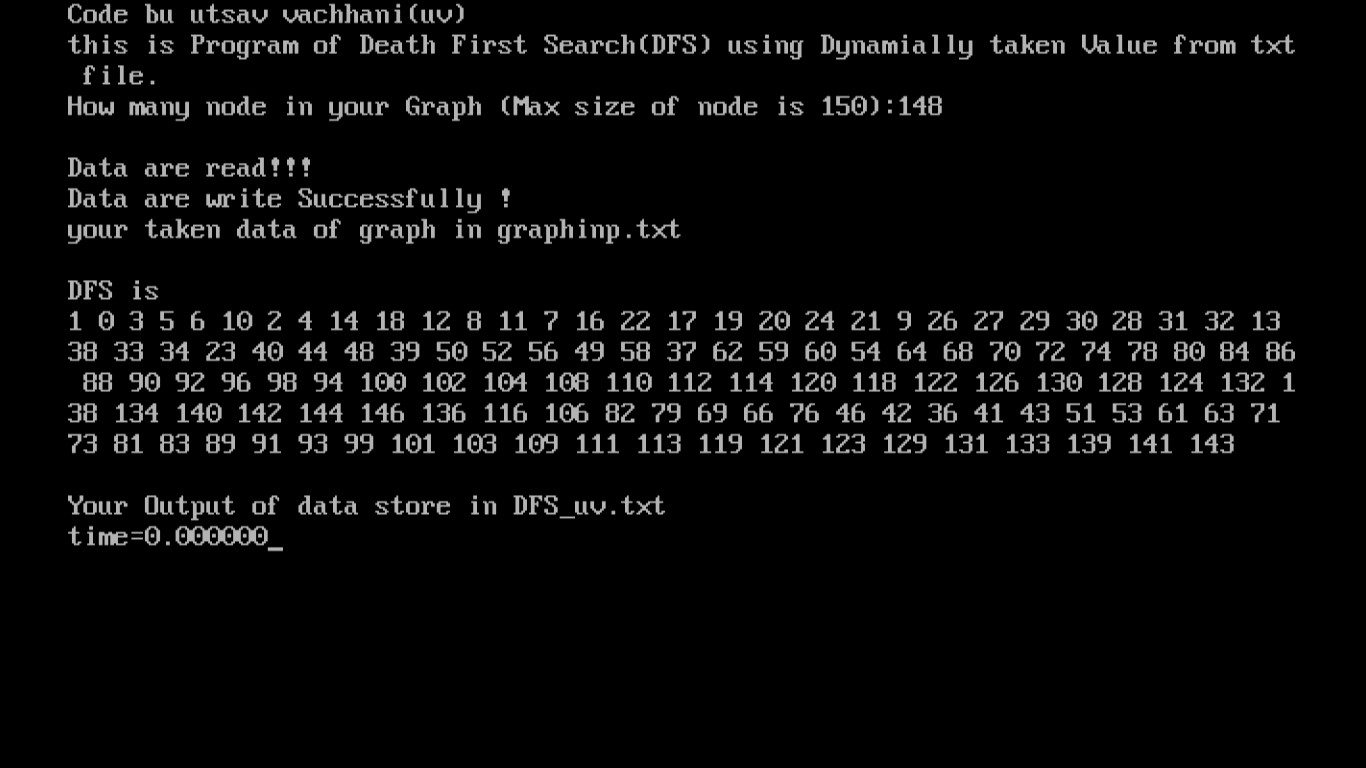 Code bu utsav vachhani(uv)
this is Program of Death First Search(DFS) using Dynamially taken Value from txt
file.
How many node in your Graph (Max size of node is 150):148
Data are read!!!
Data are write Successfully !
your taken data of graph in graphinp.txt
DFS is
1 0 3 5 6 10 2 4 14 18 12 8 11 7 16 22 17 19 20 24 21 9 26 27 29 30 28 31 32 13
38 33 34 23 40 44 48 39 50 52 56 49 58 37 62 59 60 54 64 68 70 72 74 78 80 84 86
88 90 92 96 98 94 100 102 104 108 110 112 114 120 118 122 126 130 128 124 132 1
38 134 140 142 144 146 136 116 106 82 79 69 66 76 46 42 36 41 43 51 53 61 63 71
73 81 83 89 91 93 99 101 103 109 111 113 119 121 123 129 131 133 139 141 143
Your Output of data store in DFS_uv.txt
time=0.000000_